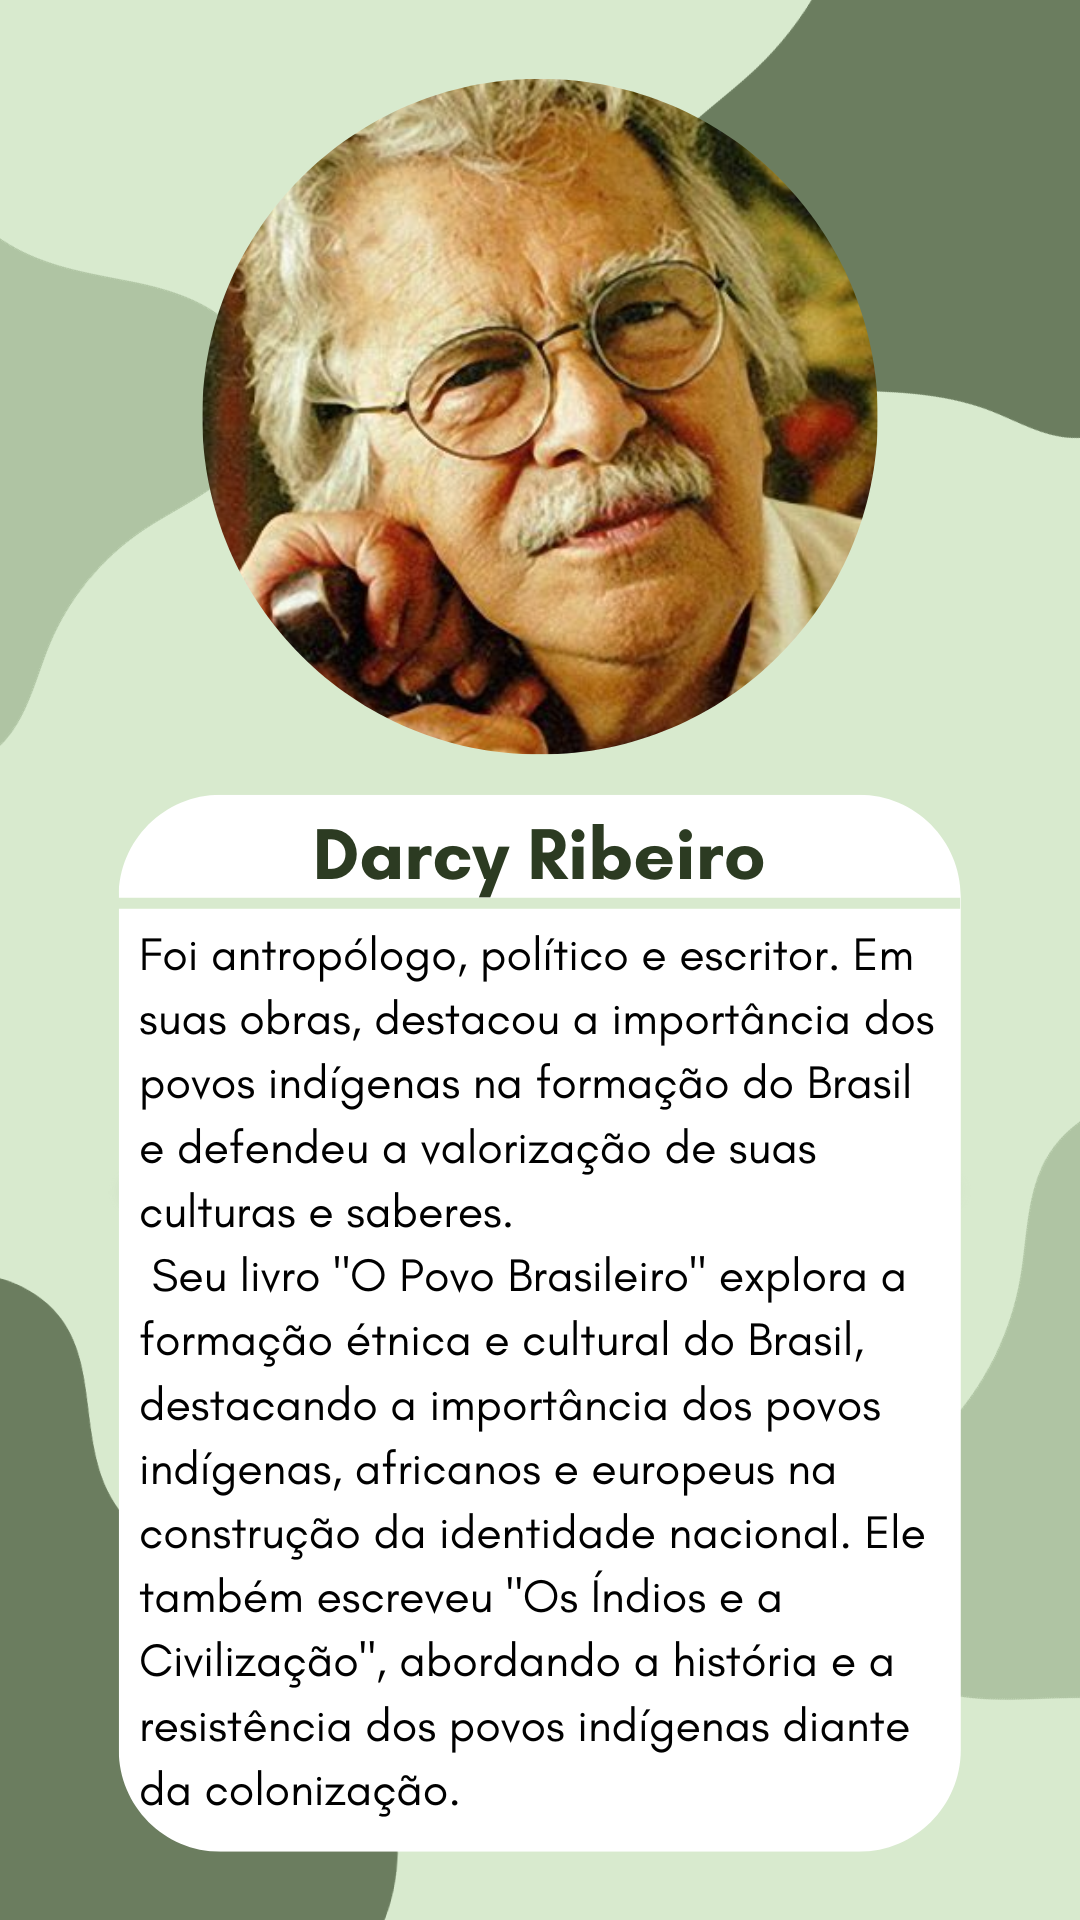 Darcy Ribeiro
Foi antropólogo, político e escritor. Em
suas obras, destacou a importância dos
povos indígenas na formação do Brasil
e defendeu a valorização de suas
culturas e saberes.
Seu livro "O Povo Brasileiro" explora a
formação étnica e cultural do Brasil,
destacando a importância dos povos
indígenas, africanos e europeus na
construção da identidade nacional. Ele
também escreveu "Os Índios e a
Civilização", abordando a história e a
resistência dos povos indígenas diante
da colonização.